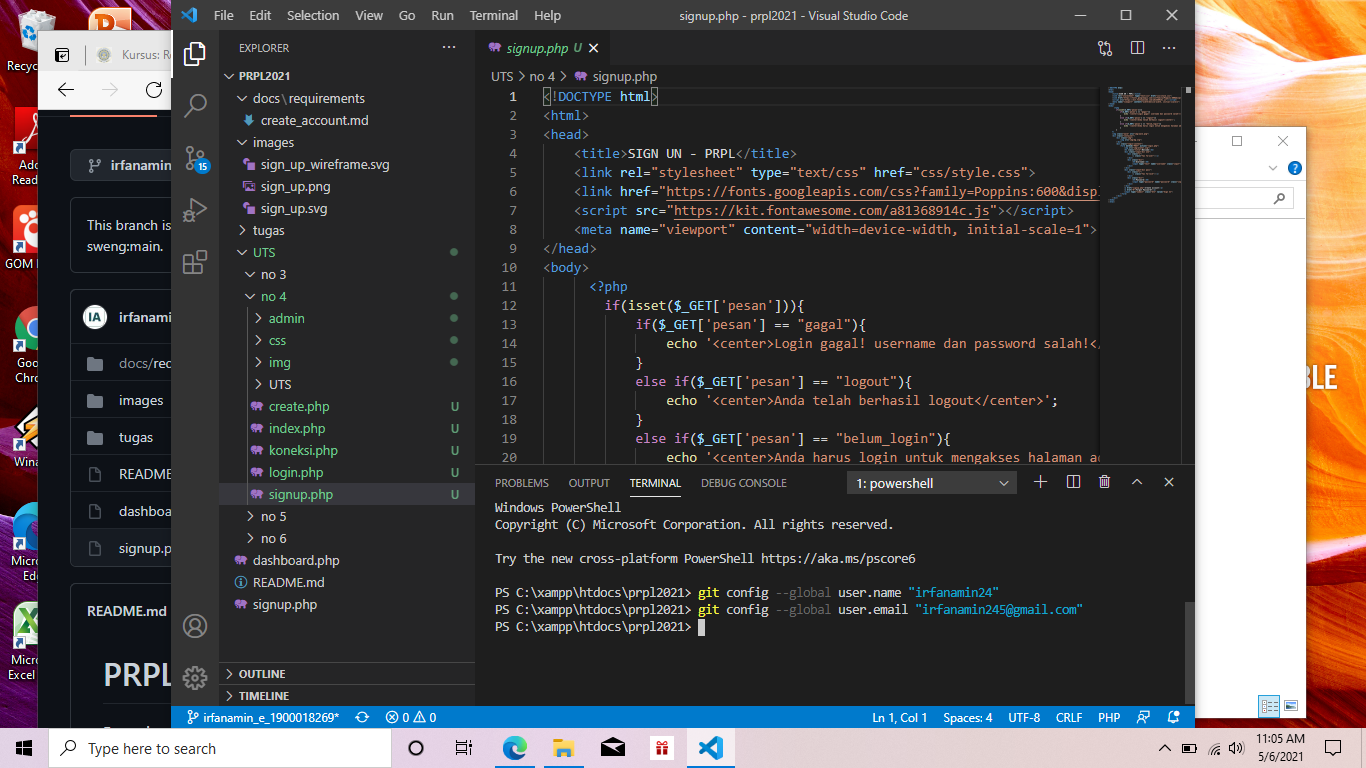 File Edit Selection View Go Run Terminal Help
signup.php - prpl2021 - Visual Studio Code
Recyc
Ado
Read
GOM
Goo
Chro
Wina
Micro
Ed
Micro
Excel
Kursus: R
irfanamin
This branch is
sweng:main.
IA irfanami
docs/rec
images
tugas
README
dashboa
signup.p
README.md
PRPL
EXPLORER
PRPL2021
docs\requirements
create_account.md
images
sign_up_wireframe.svg
sign_up.png
sign_up.svg
tugas
UTS
no 3
no 4
admin
css
img
UTS
create.php U
index.php U
koneksi.php U
login.php U
signup.php U
no 5
no 6
dashboard.php
README.md
signup.php
OUTLINE
TIMELINE
15
signup.php U
UTS > no 4 > signup.php
1 <!DOCTYPE html>
2 <html>
3 <head>
4 <title>SIGN UN - PRPL</title>
5 <link rel="stylesheet" type="text/css" href="css/style.css">
6 <link href="https://fonts.googleapis.com/css?family=Poppins:600&displ
7 <script src="https://kit.fontawesome.com/a81368914c.js"></script>
8 <meta name="viewport" content="width=device-width, initial-scale=1">
9 </head>
10 <body>
11 <?php
12 if(isset($_GET['pesan'])){
13 if($_GET['pesan'] == "gagal"){
14 echo '<center>Login gagal! username dan password salah!</
15 }
16 else if($_GET['pesan'] == "logout"){
17 echo '<center>Anda telah berhasil logout</center>';
18 }
19 else if($_GET['pesan'] == "belum_login"){
20 echo '<center>Anda harus login untuk mengakses halaman ad
PROBLEMS OUTPUT TERMINAL DEBUG CONSOLE 1: powershell
Windows PowerShell
Copyright (C) Microsoft Corporation. All rights reserved.
Try the new cross-platform PowerShell https://aka.ms/pscore6
PS C:\xampp\htdocs\prpl2021> git config --global user.name "irfanamin24"
PS C:\xampp\htdocs\prpl2021> git config --global user.email "irfanamin245@gmail.com"
PS C:\xampp\htdocs\prpl2021>
irfanamin_e_1900018269* 0 0 Ln 1, Col 1 Spaces: 4 UTF-8 CRLF PHP
BLE
Type here to search
11:05 AM
5/6/2021